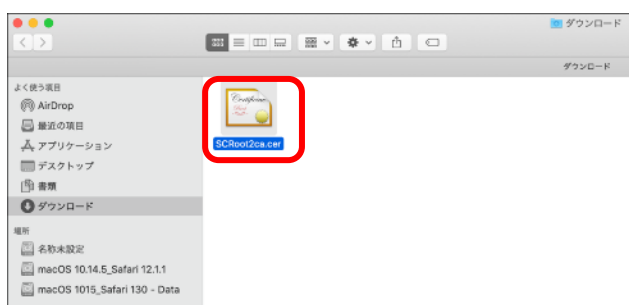 ダウンロード
ダウンロード
よく使う項目
AirDrop
最近の項目
アプリケーション
デスクトップ
書類
ダウンロード
場所
名称未設定
macOS 10.14.5_Safari 12.1.1
macOS 1015_Safari 130 - Data
Certificate
SCRoot2ca.cer